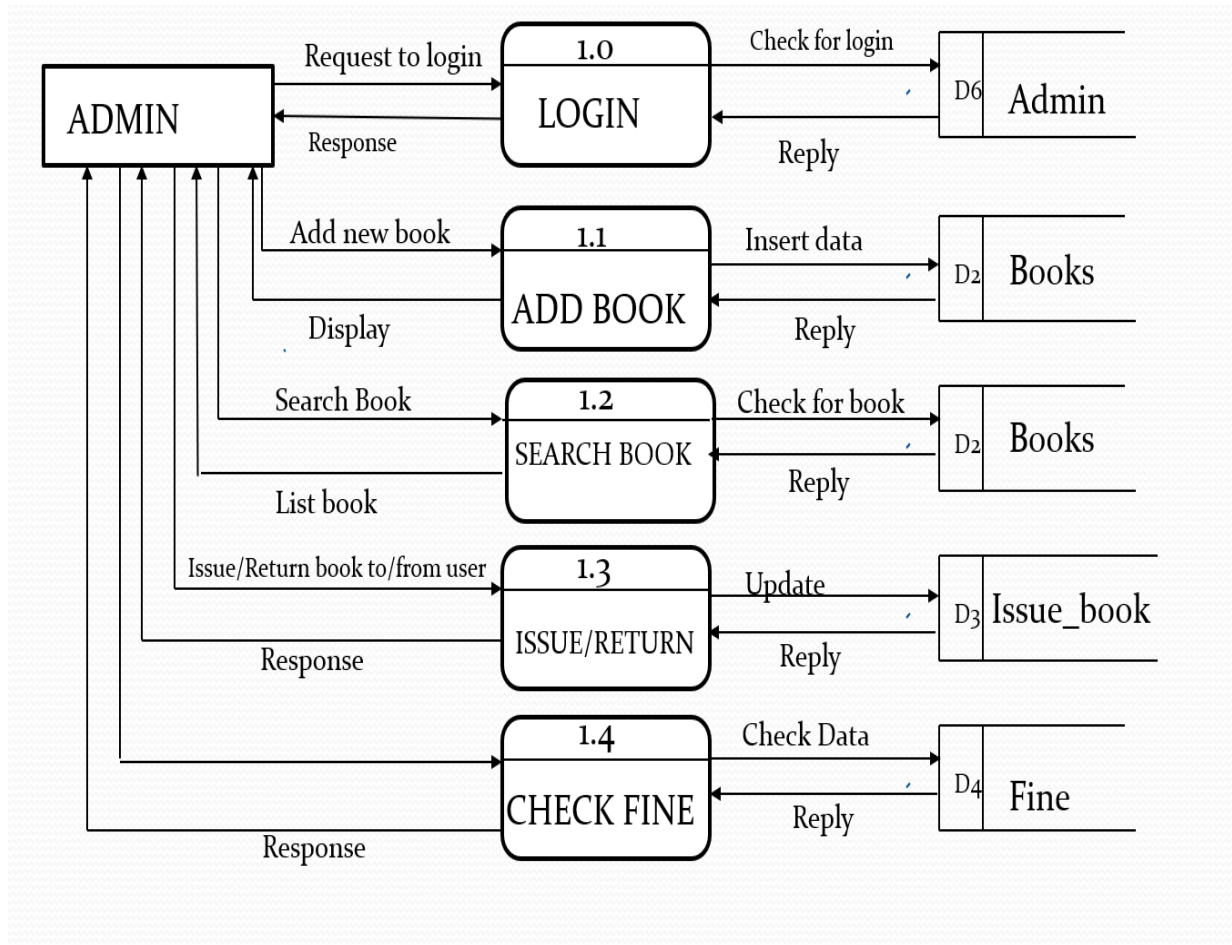 ADMIN
Request to login
Response
1.0
LOGIN
Check for login
Reply
D6
Admin
Add new book
Display
1.1
ADD BOOK
Insert data
Reply
D2
Books
Search Book
List book
1.2
SEARCH BOOK
Check for book
Reply
D2
Books
Issue/Return book to/from user
Response
1.3
ISSUE/RETURN
Update
Reply
D3
Issue_book
Response
1.4
CHECK FINE
Check Data
Reply
D4
Fine